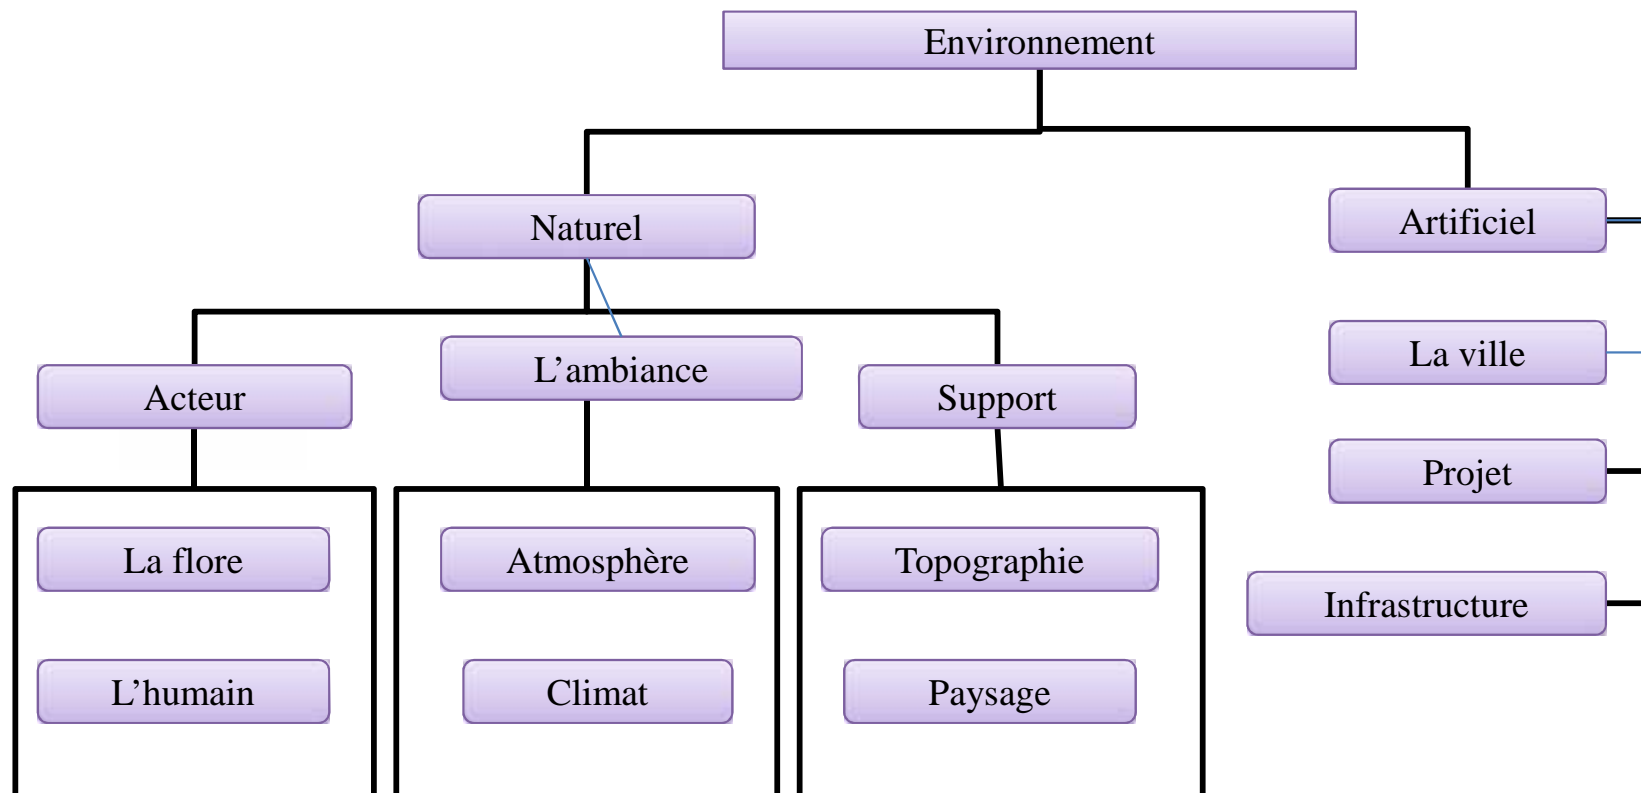 Environnement
Naturel
Artificiel
Acteur
L’ambiance
Support
La ville
Projet
La flore
Atmosphère
Topographie
Infrastructure
L’humain
Climat
Paysage